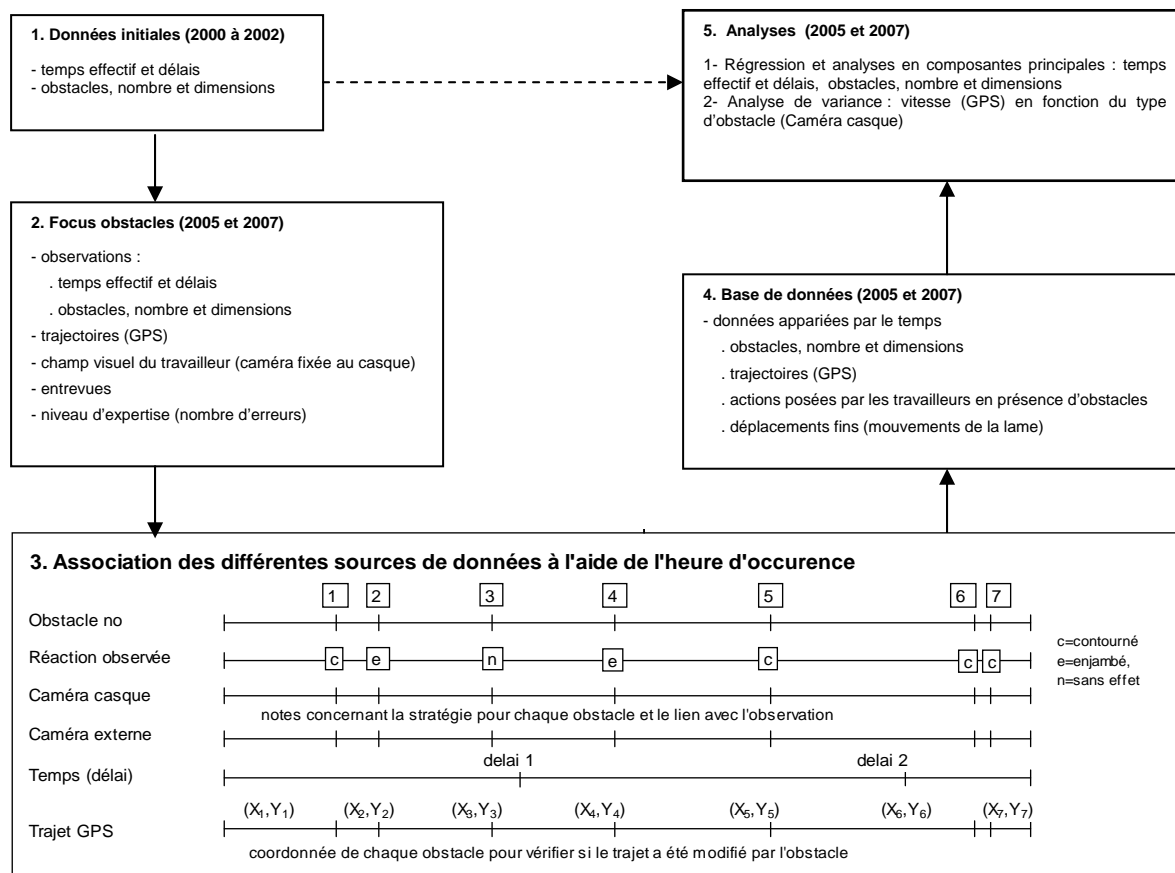 1. Données initiales (2000 à 2002)
- temps effectif et délais
- obstacles, nombre et dimensions
5. Analyses (2005 et 2007)
1- Régression et analyses en composantes principales : temps
effectif et délais, obstacles, nombre et dimensions
2- Analyse de variance : vitesse (GPS) en fonction du type
d'obstacle (Caméra casque)
2. Focus obstacles (2005 et 2007)
- observations :
. temps effectif et délais
. obstacles, nombre et dimensions
- trajectoires (GPS)
- champ visuel du travailleur (caméra fixée au casque)
- entrevues
- niveau d'expertise (nombre d'erreurs)
4. Base de données (2005 et 2007)
- données appariées par le temps
. obstacles, nombre et dimensions
. trajectoires (GPS)
. actions posées par les travailleurs en présence d'obstacles
. déplacements fins (mouvements de la lame)
3. Association des différentes sources de données à l'aide de l'heure d'occurence
1 2 3 4 5 6 7
Obstacle no
Réaction observée c e n e c c c
c=contourné
e=enjambé,
n=sans effet
Caméra casque
notes concernant la stratégie pour chaque obstacle et le lien avec l'observation
Caméra externe
delai 1 delai 2
Temps (délai)
(X1,Y1) (X2,Y2) (X3,Y3) (X4,Y4) (X5,Y5) (X6,Y6) (X7,Y7)
Trajet GPS
coordonnée de chaque obstacle pour vérifier si le trajet a été modifié par l'obstacle